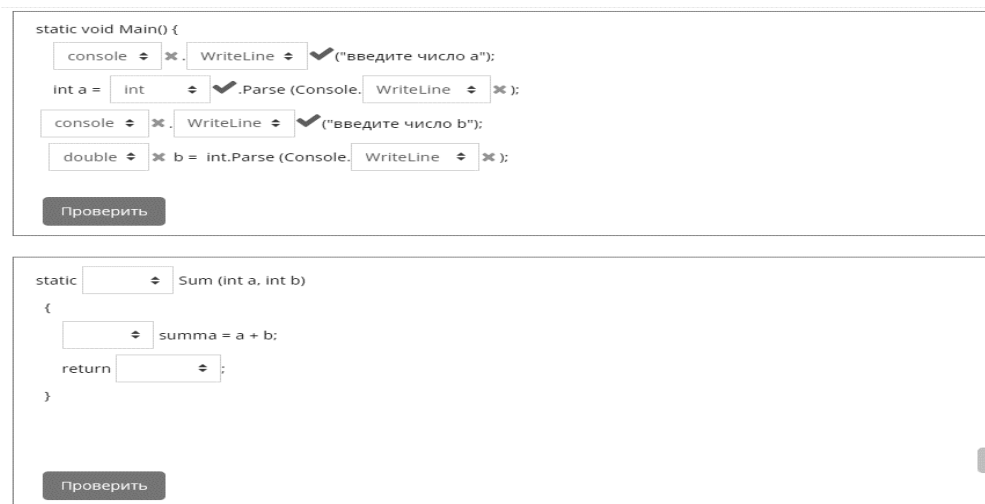 static void Main() {
console . WriteLine ("введите число a");
int a = int .Parse (Console. WriteLine );
console . WriteLine ("введите число b");
double b = int.Parse (Console. WriteLine );
Проверить
static Sum (int a, int b)
{
summa = a + b;
return ;
}
Проверить